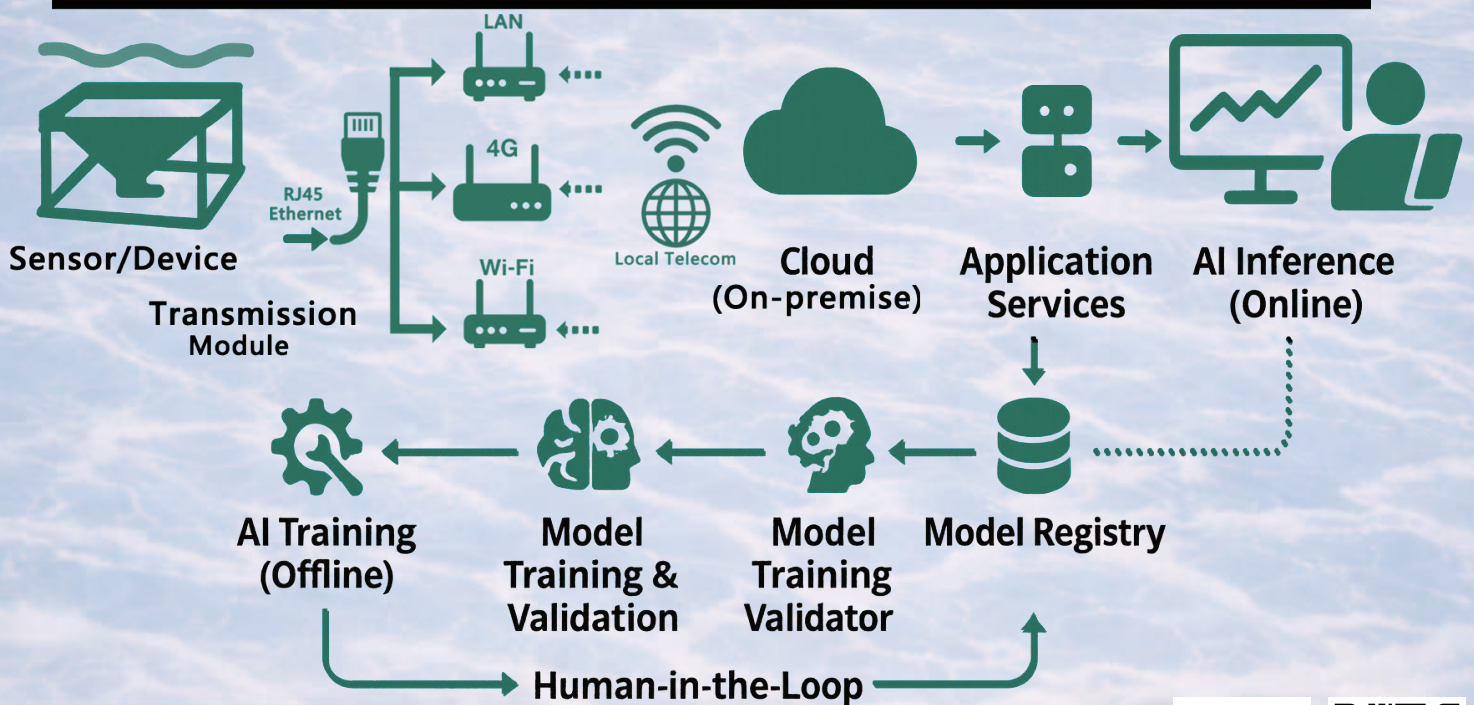 LAN
4G
RJ45
Ethernet
Wi-Fi
Local Telecom
Sensor/Device
Transmission
Module
Cloud
(On-premise)
Application
Services
AI Inference
(Online)
AI Training
(Offline)
Model
Training &
Validation
Model
Training
Validator
Model Registry
Human-in-the-Loop